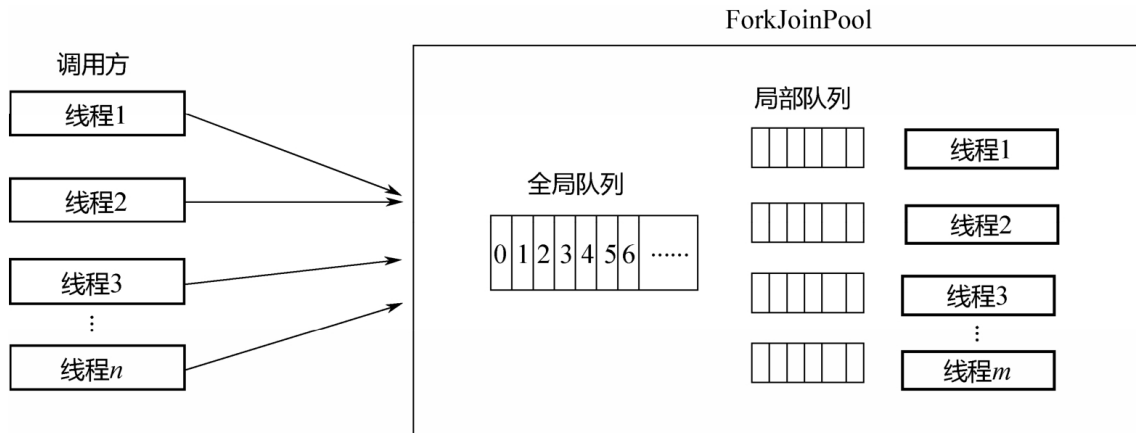 ForkJoinPool
调用方
线程1
线程2
线程3
⋮
线程n
全局队列
0 1 2 3 4 5 6 ……
局部队列
线程1
线程2
线程3
⋮
线程m